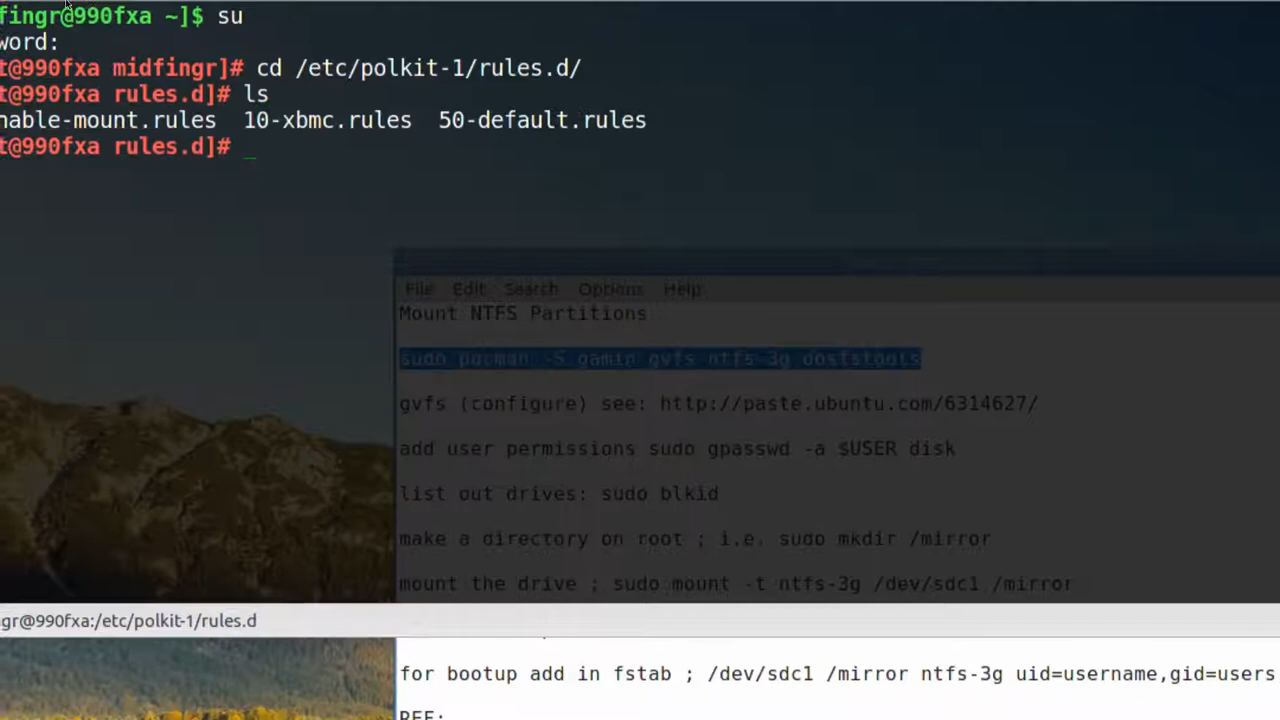 fingr@990fxa ~]$ su
word:
t@990fxa midfingr]# cd /etc/polkit-1/rules.d/
t@990fxa rules.d]# ls
nable-mount.rules 10-xbmc.rules 50-default.rules
t@990fxa rules.d]# _
File Edit Search Options Help
Mount NTFS Partitions
sudo pacman -S gamin gvfs ntfs-3g dosfstools
gvfs (configure) see: http://paste.ubuntu.com/6314627/
add user permissions sudo gpasswd -a $USER disk
list out drives: sudo blkid
make a directory on root ; i.e. sudo mkdir /mirror
mount the drive ; sudo mount -t ntfs-3g /dev/sdc1 /mirror
gr@990fxa:/etc/polkit-1/rules.d
for bootup add in fstab ; /dev/sdc1 /mirror ntfs-3g uid=username,gid=users
REF: